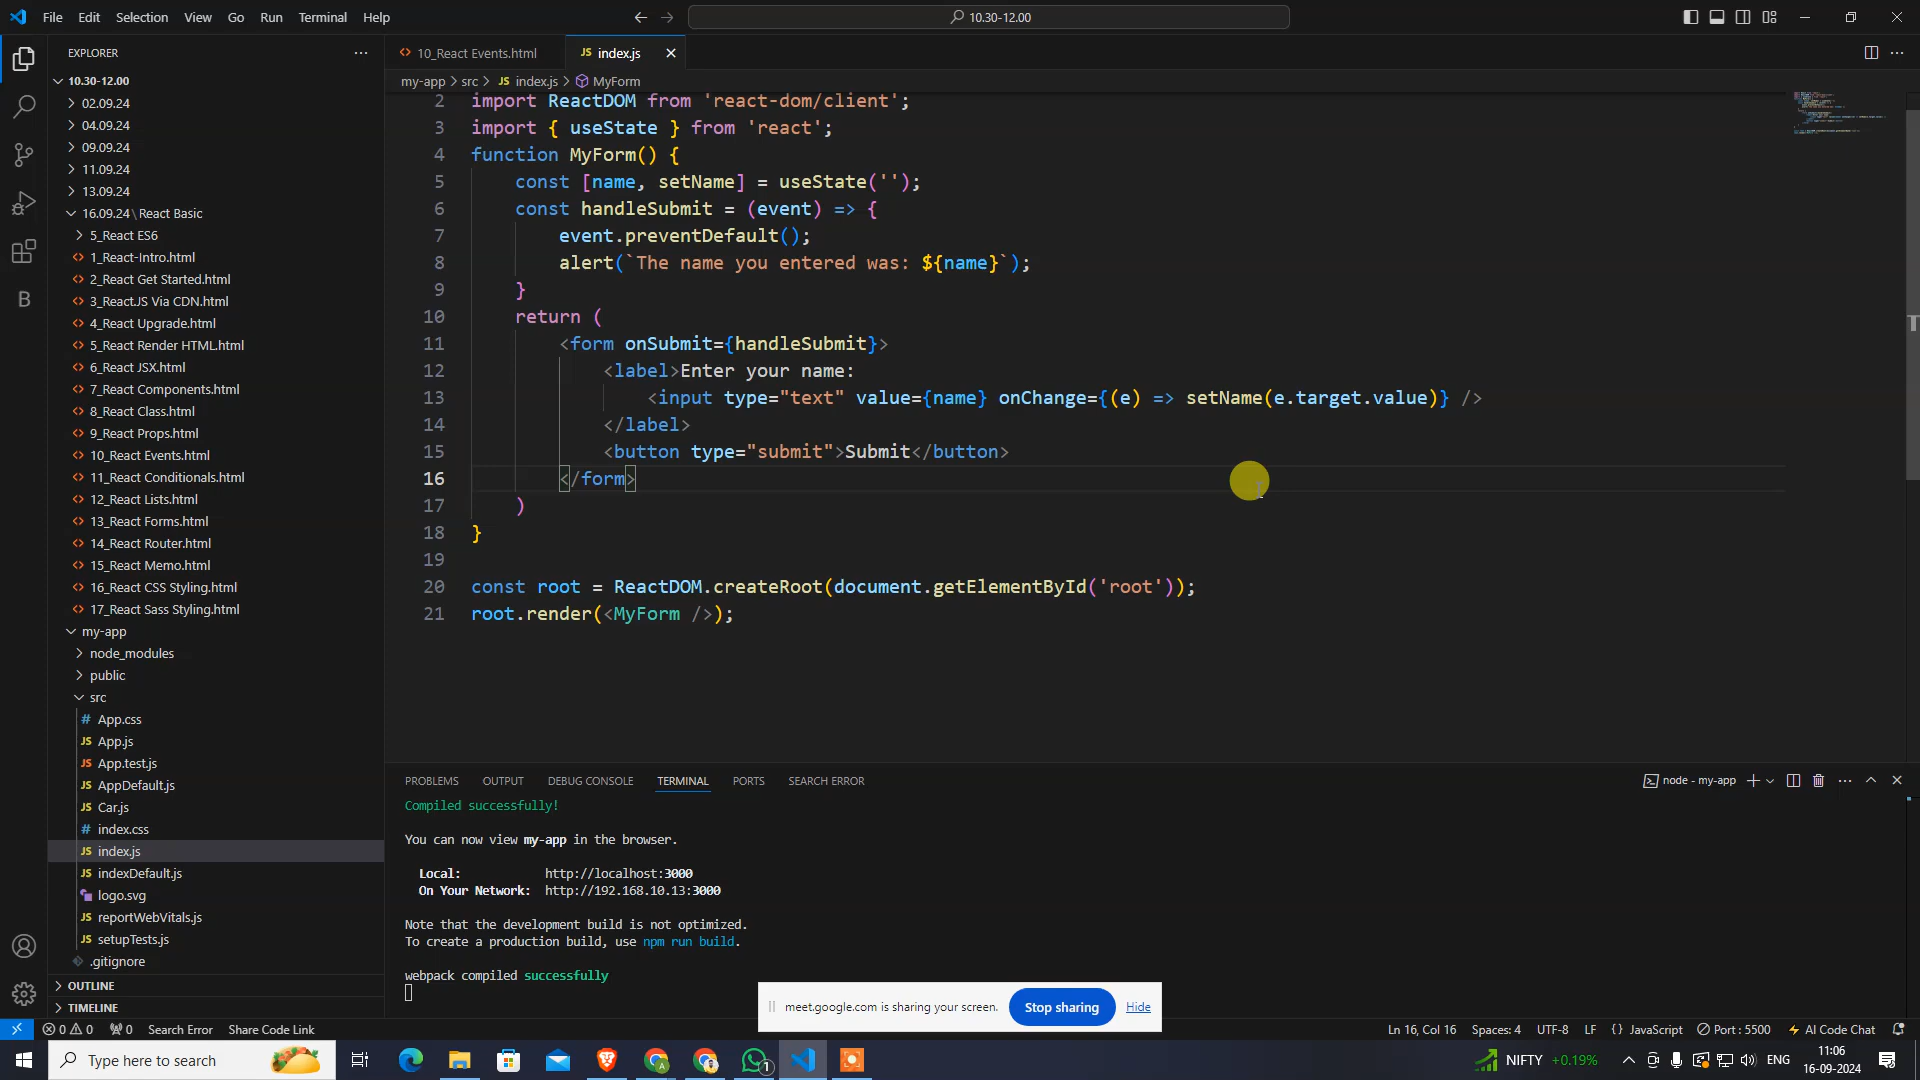 File Edit Selection View Go Run Terminal Help
10.30-12.00
EXPLORER
10.30-12.00
02.09.24
04.09.24
09.09.24
11.09.24
13.09.24
16.09.24\React Basic
5_React ES6
1_React-Intro.html
2_React Get Started.html
3_React.JS Via CDN.html
4_React Upgrade.html
5_React Render HTML.html
6_React JSX.html
7_React Components.html
8_React Class.html
9_React Props.html
10_React Events.html
11_React Conditionals.html
12_React Lists.html
13_React Forms.html
14_React Router.html
15_React Memo.html
16_React CSS Styling.html
17_React Sass Styling.html
my-app
node_modules
public
src
# App.css
JS App.js
JS App.test.js
JS AppDefault.js
JS Car.js
# index.css
JS index.js
JS indexDefault.js
logo.svg
JS reportWebVitals.js
JS setupTests.js
.gitignore
OUTLINE
TIMELINE
10_React Events.html
JS index.js
my-app > src > JS index.js > MyForm
2 import ReactDOM from 'react-dom/client';
3 import { useState } from 'react';
4 function MyForm() {
5 const [name, setName] = useState('');
6 const handleSubmit = (event) => {
7 event.preventDefault();
8 alert(`The name you entered was: ${name}`);
9 }
10 return (
11 <form onSubmit={handleSubmit}>
12 <label>Enter your name:
13 <input type="text" value={name} onChange={(e) => setName(e.target.value)} />
14 </label>
15 <button type="submit">Submit</button>
16 </form>
17 )
18 }
19
20 const root = ReactDOM.createRoot(document.getElementById('root'));
21 root.render(<MyForm />);
PROBLEMS OUTPUT DEBUG CONSOLE TERMINAL PORTS SEARCH ERROR
node - my-app
Compiled successfully!
You can now view my-app in the browser.
Local: http://localhost:3000
On Your Network: http://192.168.10.13:3000
Note that the development build is not optimized.
To create a production build, use npm run build.
webpack compiled successfully
meet.google.com is sharing your screen. Stop sharing Hide
0 0 0 Search Error Share Code Link
Ln 16, Col 16 Spaces: 4 UTF-8 LF {} JavaScript Port : 5500 AI Code Chat
Type here to search
1
NIFTY +0.19%
ENG
11:06
16-09-2024